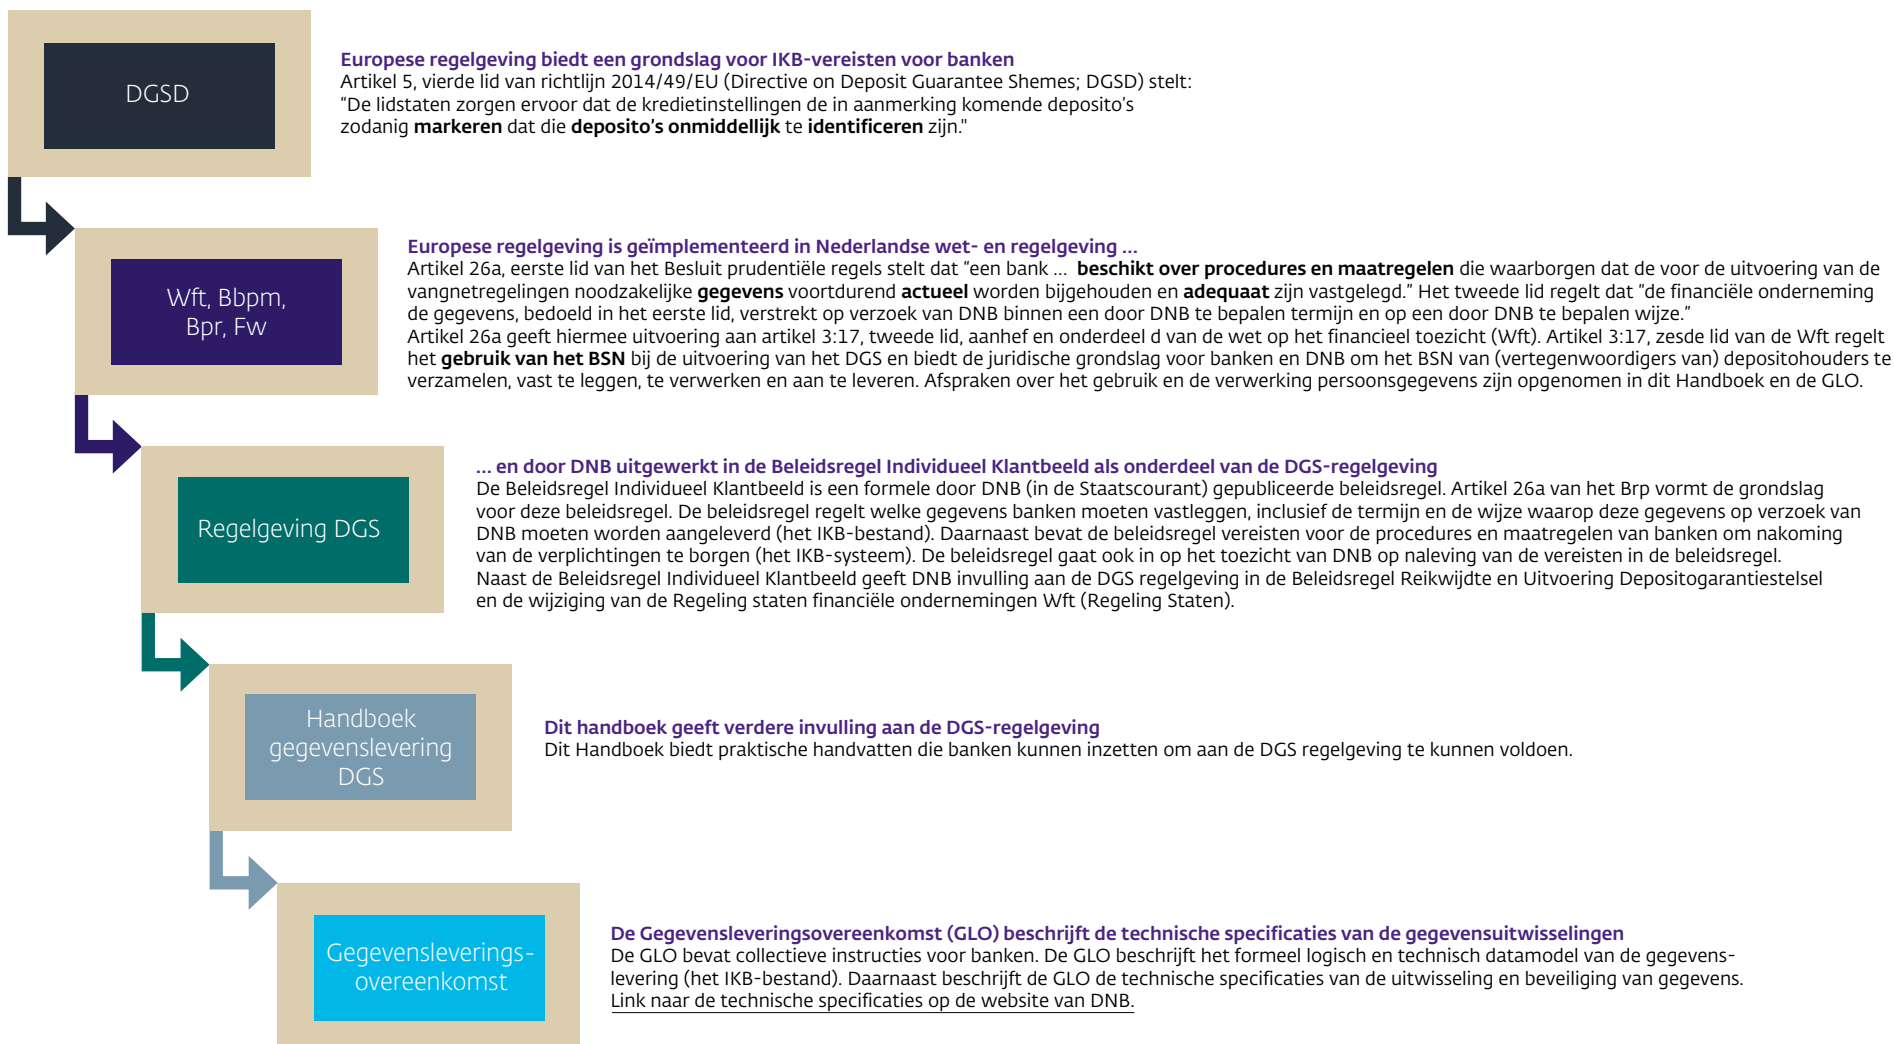 DGSD
Europese regelgeving biedt een grondslag voor IKB-vereisten voor banken
Artikel 5, vierde lid van richtlijn 2014/49/EU (Directive on Deposit Guarantee Shemes; DGSD) stelt:
“De lidstaten zorgen ervoor dat de kredietinstellingen de in aanmerking komende deposito’s
zodanig markeren dat die deposito’s onmiddellijk te identificeren zijn."
Wft, Bbpm,
Bpr, Fw
Europese regelgeving is geïmplementeerd in Nederlandse wet- en regelgeving ...
Artikel 26a, eerste lid van het Besluit prudentiële regels stelt dat “een bank ... beschikt over procedures en maatregelen die waarborgen dat de voor de uitvoering van de
vangnetregelingen noodzakelijke gegevens voortdurend actueel worden bijgehouden en adequaat zijn vastgelegd.” Het tweede lid regelt dat “de financiële onderneming
de gegevens, bedoeld in het eerste lid, verstrekt op verzoek van DNB binnen een door DNB te bepalen termijn en op een door DNB te bepalen wijze.”
Artikel 26a geeft hiermee uitvoering aan artikel 3:17, tweede lid, aanhef en onderdeel d van de wet op het financieel toezicht (Wft). Artikel 3:17, zesde lid van de Wft regelt
het gebruik van het BSN bij de uitvoering van het DGS en biedt de juridische grondslag voor banken en DNB om het BSN van (vertegenwoordigers van) depositohouders te
verzamelen, vast te leggen, te verwerken en aan te leveren. Afspraken over het gebruik en de verwerking persoonsgegevens zijn opgenomen in dit Handboek en de GLO.
Regelgeving DGS
... en door DNB uitgewerkt in de Beleidsregel Individueel Klantbeeld als onderdeel van de DGS-regelgeving
De Beleidsregel Individueel Klantbeeld is een formele door DNB (in de Staatscourant) gepubliceerde beleidsregel. Artikel 26a van het Brp vormt de grondslag
voor deze beleidsregel. De beleidsregel regelt welke gegevens banken moeten vastleggen, inclusief de termijn en de wijze waarop deze gegevens op verzoek van
DNB moeten worden aangeleverd (het IKB-bestand). Daarnaast bevat de beleidsregel vereisten voor de procedures en maatregelen van banken om nakoming
van de verplichtingen te borgen (het IKB-systeem). De beleidsregel gaat ook in op het toezicht van DNB op naleving van de vereisten in de beleidsregel.
Naast de Beleidsregel Individueel Klantbeeld geeft DNB invulling aan de DGS regelgeving in de Beleidsregel Reikwijdte en Uitvoering Depositogarantiestelsel
en de wijziging van de Regeling staten financiële ondernemingen Wft (Regeling Staten).
Handboek
gegevenslevering
DGS
Dit handboek geeft verdere invulling aan de DGS-regelgeving
Dit Handboek biedt praktische handvatten die banken kunnen inzetten om aan de DGS regelgeving te kunnen voldoen.
Gegevensleverings-
overeenkomst
De Gegevensleveringsovereenkomst (GLO) beschrijft de technische specificaties van de gegevensuitwisselingen
De GLO bevat collectieve instructies voor banken. De GLO beschrijft het formeel logisch en technisch datamodel van de gegevens-
levering (het IKB-bestand). Daarnaast beschrijft de GLO de technische specificaties van de uitwisseling en beveiliging van gegevens.
Link naar de technische specificaties op de website van DNB.